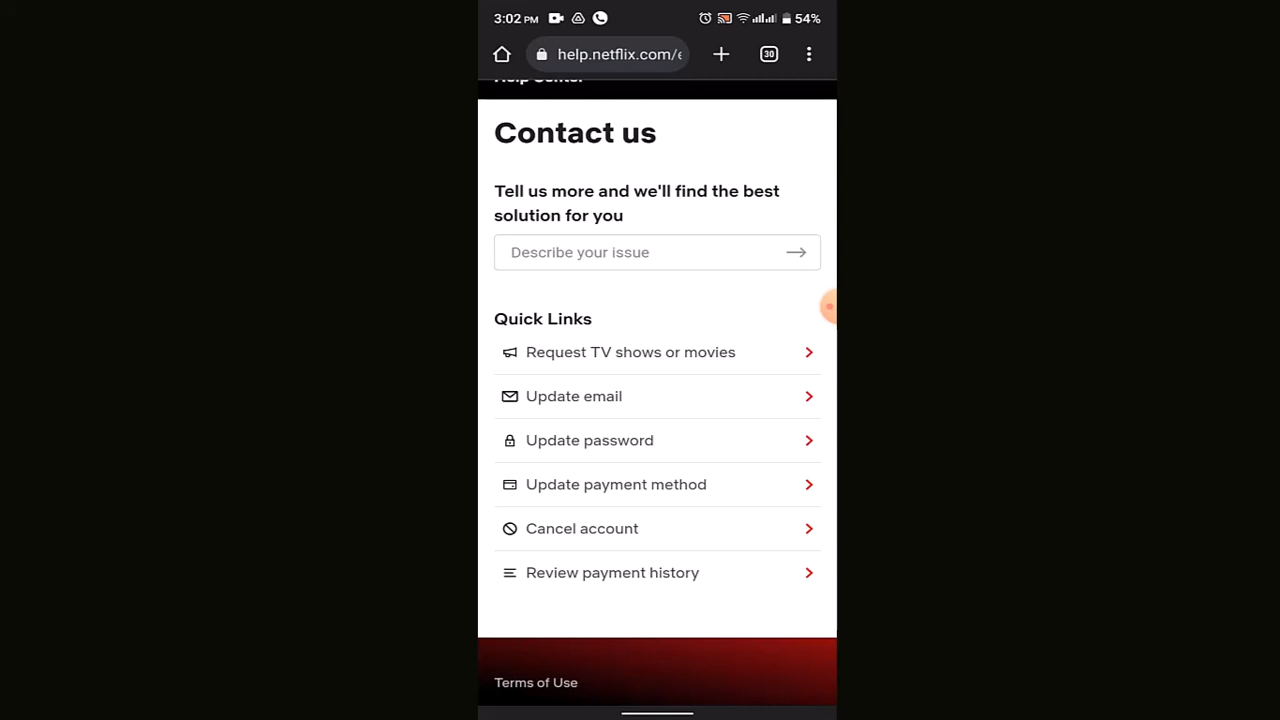 3:02 PM
54%
help.netflix.com/e
30
Help Center
Contact us
Tell us more and we'll find the best
solution for you
Describe your issue
Quick Links
Request TV shows or movies
Update email
Update password
Update payment method
Cancel account
Review payment history
Terms of Use